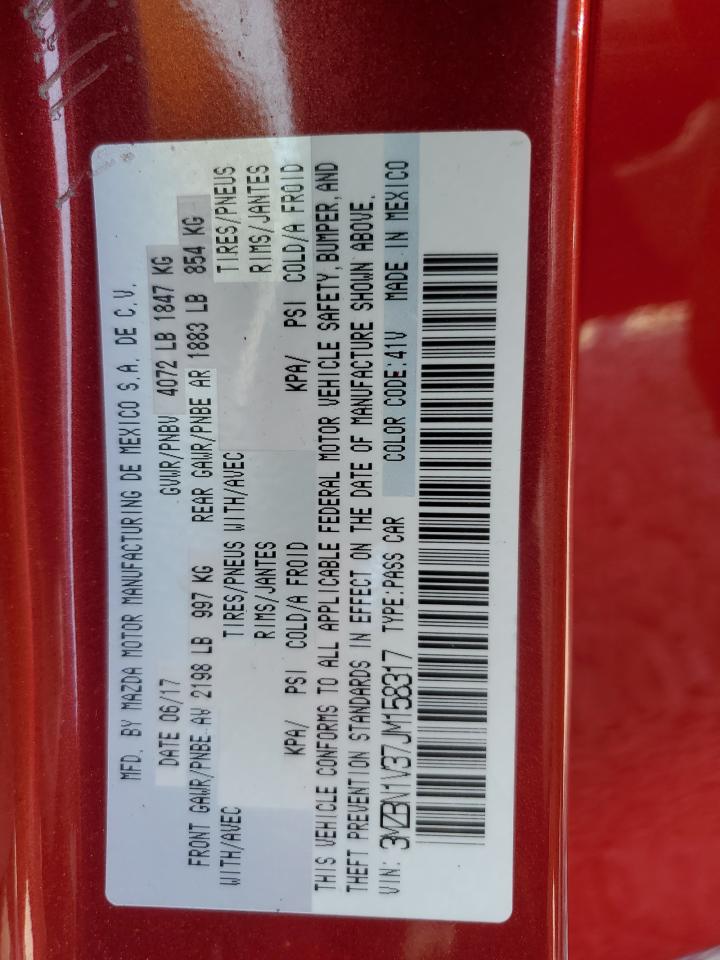 MFD. BY MAZDA MOTOR MANUFACTURING DE MEXICO S.A. DE C.V.
DATE 06/17 GVWR/PNBV 4072 LB 1847 KG
FRONT GAWR/PNBE AV 2198 LB 997 KG REAR GAWR/PNBE AR 1883 LB 854 KG
WITH/AVEC TIRES/PNEUS WITH/AVEC TIRES/PNEUS
RIMS/JANTES RIMS/JANTES
KPA/ PSI COLD/A FROID KPA/ PSI COLD/A FROID
THIS VEHICLE CONFORMS TO ALL APPLICABLE FEDERAL MOTOR VEHICLE SAFETY, BUMPER, AND
THEFT PREVENTION STANDARDS IN EFFECT ON THE DATE OF MANUFACTURE SHOWN ABOVE.
VIN: 3MZBN1V37JM158317 TYPE:PASS CAR COLOR CODE:41V MADE IN MEXICO